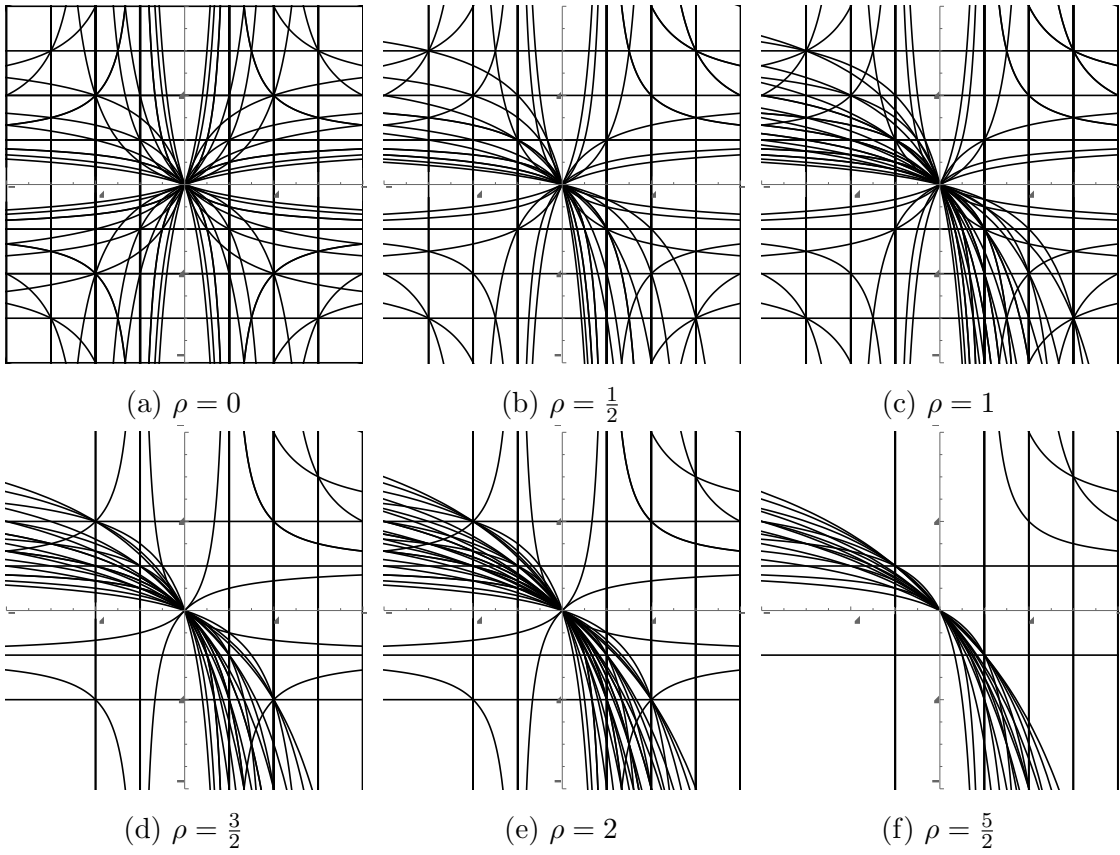 (a) ρ = 0
(b) ρ = 1/2
(c) ρ = 1
(d) ρ = 3/2
(e) ρ = 2
(f) ρ = 5/2